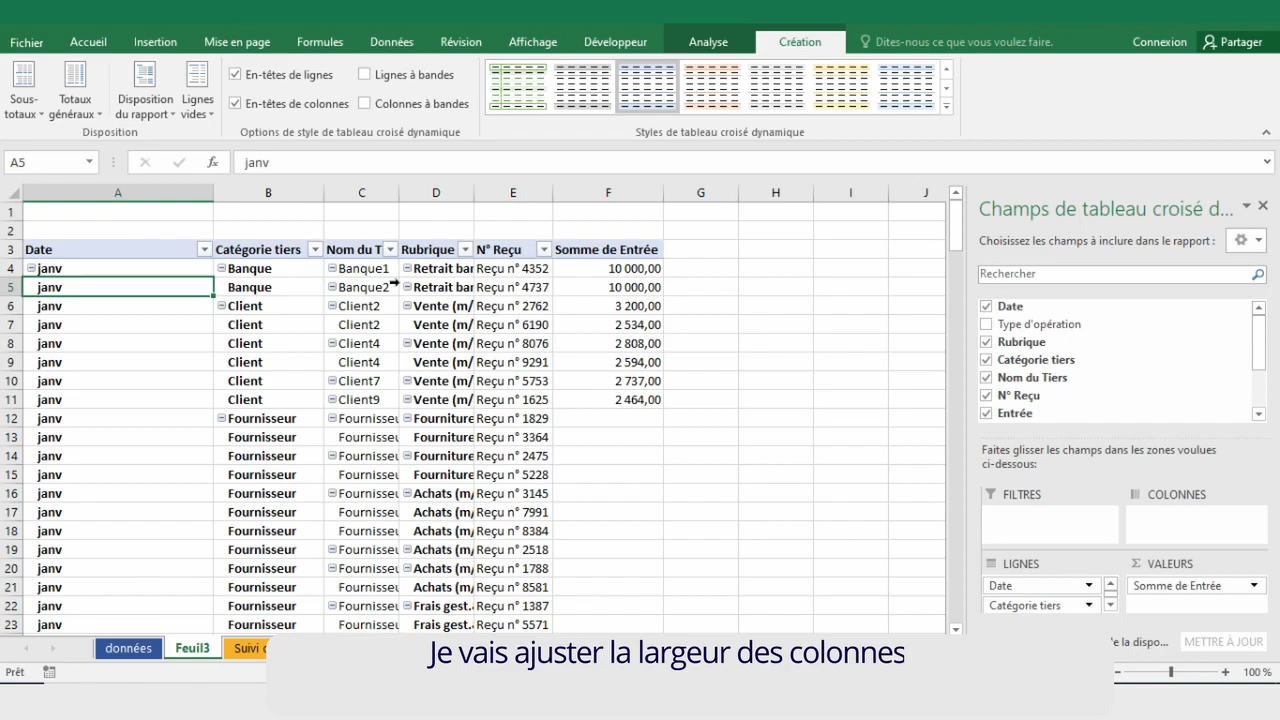 Fichier Accueil Insertion Mise en page Formules Données Révision Affichage Développeur Analyse Création Dites-nous ce que vous voulez faire. Connexion Partager
Sous-totaux
Totaux généraux
Disposition du rapport
Lignes vides
Disposition
En-têtes de lignes Lignes à bandes
En-têtes de colonnes Colonnes à bandes
Options de style de tableau croisé dynamique
Styles de tableau croisé dynamique
A5 fx janv
A B C D E F G H I J
1
2
3 Date Catégorie tiers Nom du T Rubrique N° Reçu Somme de Entrée
4 janv Banque Banque1 Retrait bar Reçu n° 4352 10 000,00
5 janv Banque Banque2 Retrait bar Reçu n° 4737 10 000,00
6 janv Client Client2 Vente (m/ Reçu n° 2762 3 200,00
7 janv Client Client2 Vente (m/ Reçu n° 6190 2 534,00
8 janv Client Client4 Vente (m/ Reçu n° 8076 2 808,00
9 janv Client Client4 Vente (m/ Reçu n° 9291 2 594,00
10 janv Client Client7 Vente (m/ Reçu n° 5753 2 737,00
11 janv Client Client9 Vente (m/ Reçu n° 1625 2 464,00
12 janv Fournisseur Fournisseu Fourniture Reçu n° 1829
13 janv Fournisseur Fournisseu Fourniture Reçu n° 3364
14 janv Fournisseur Fournisseu Fourniture Reçu n° 2475
15 janv Fournisseur Fournisseu Fourniture Reçu n° 5228
16 janv Fournisseur Fournisseu Achats (m/ Reçu n° 3145
17 janv Fournisseur Fournisseu Achats (m/ Reçu n° 7991
18 janv Fournisseur Fournisseu Achats (m/ Reçu n° 8384
19 janv Fournisseur Fournisseu Achats (m/ Reçu n° 2518
20 janv Fournisseur Fournisseu Achats (m/ Reçu n° 1788
21 janv Fournisseur Fournisseu Achats (m/ Reçu n° 8581
22 janv Fournisseur Fournisseu Frais gest. Reçu n° 1387
23 janv Fournisseur Fournisseu Frais gest. Reçu n° 5571
Champs de tableau croisé d...
Choisissez les champs à inclure dans le rapport :
Rechercher
Date
Type d'opération
Rubrique
Catégorie tiers
Nom du Tiers
N° Reçu
Entrée
Faites glisser les champs dans les zones voulues
ci-dessous:
FILTRES COLONNES
LIGNES Σ VALEURS
Date Somme de Entrée
Catégorie tiers
données Feuil3 Suivi
e la dispo... METTRE À JOUR
Je vais ajuster la largeur des colonnes
Prêt 100 %